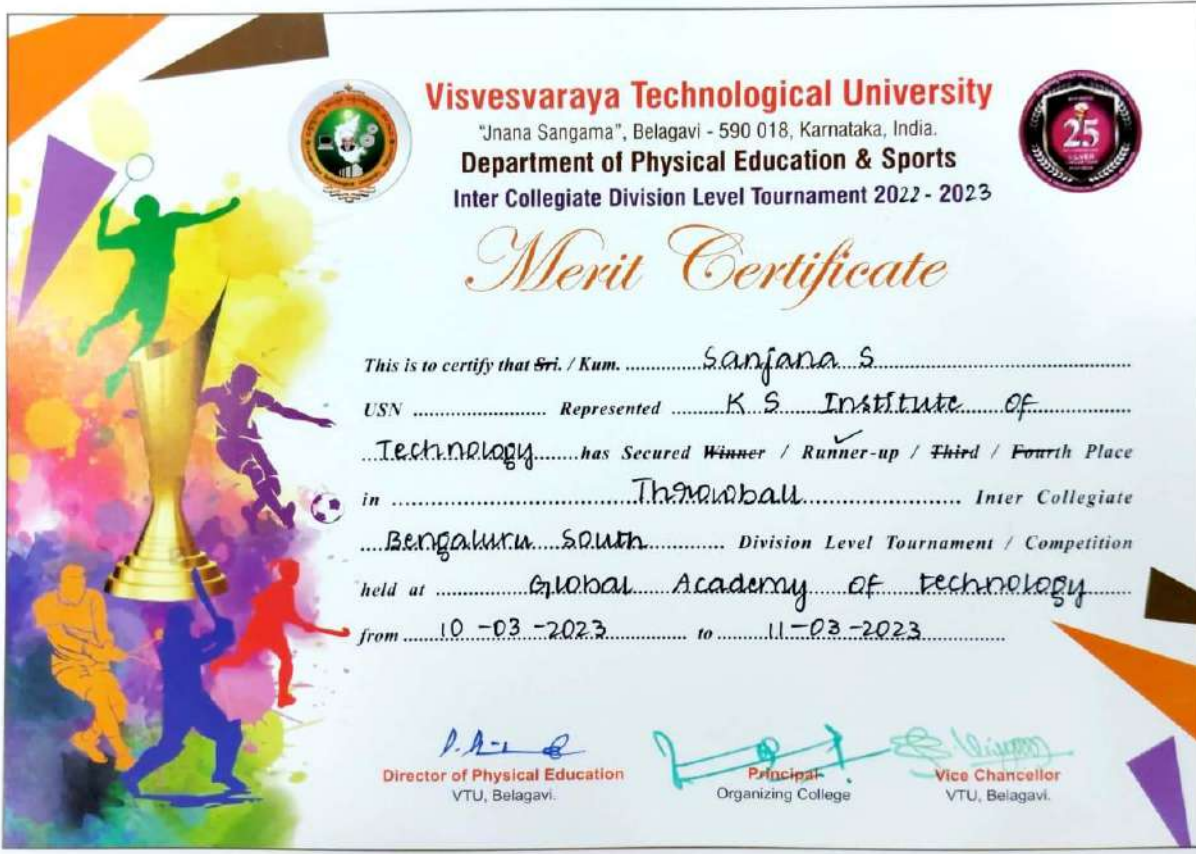 Visvesvaraya Technological University
"Jnana Sangama", Belagavi - 590 018, Karnataka, India.
Department of Physical Education & Sports
Inter Collegiate Division Level Tournament 2022 - 2023
25
Merit Certificate
This is to certify that Sri. / Kum. Sanjana S
USN Represented K S Institute of
Technology has Secured Winner / Runner-up / Third / Fourth Place
in Throwball Inter Collegiate
Bengaluru South Division Level Tournament / Competition
held at Global Academy of technology
from 10-03-2023 to 11-03-2023
Director of Physical Education
VTU, Belagavi.
Principal
Organizing College
Vice Chancellor
VTU, Belagavi.